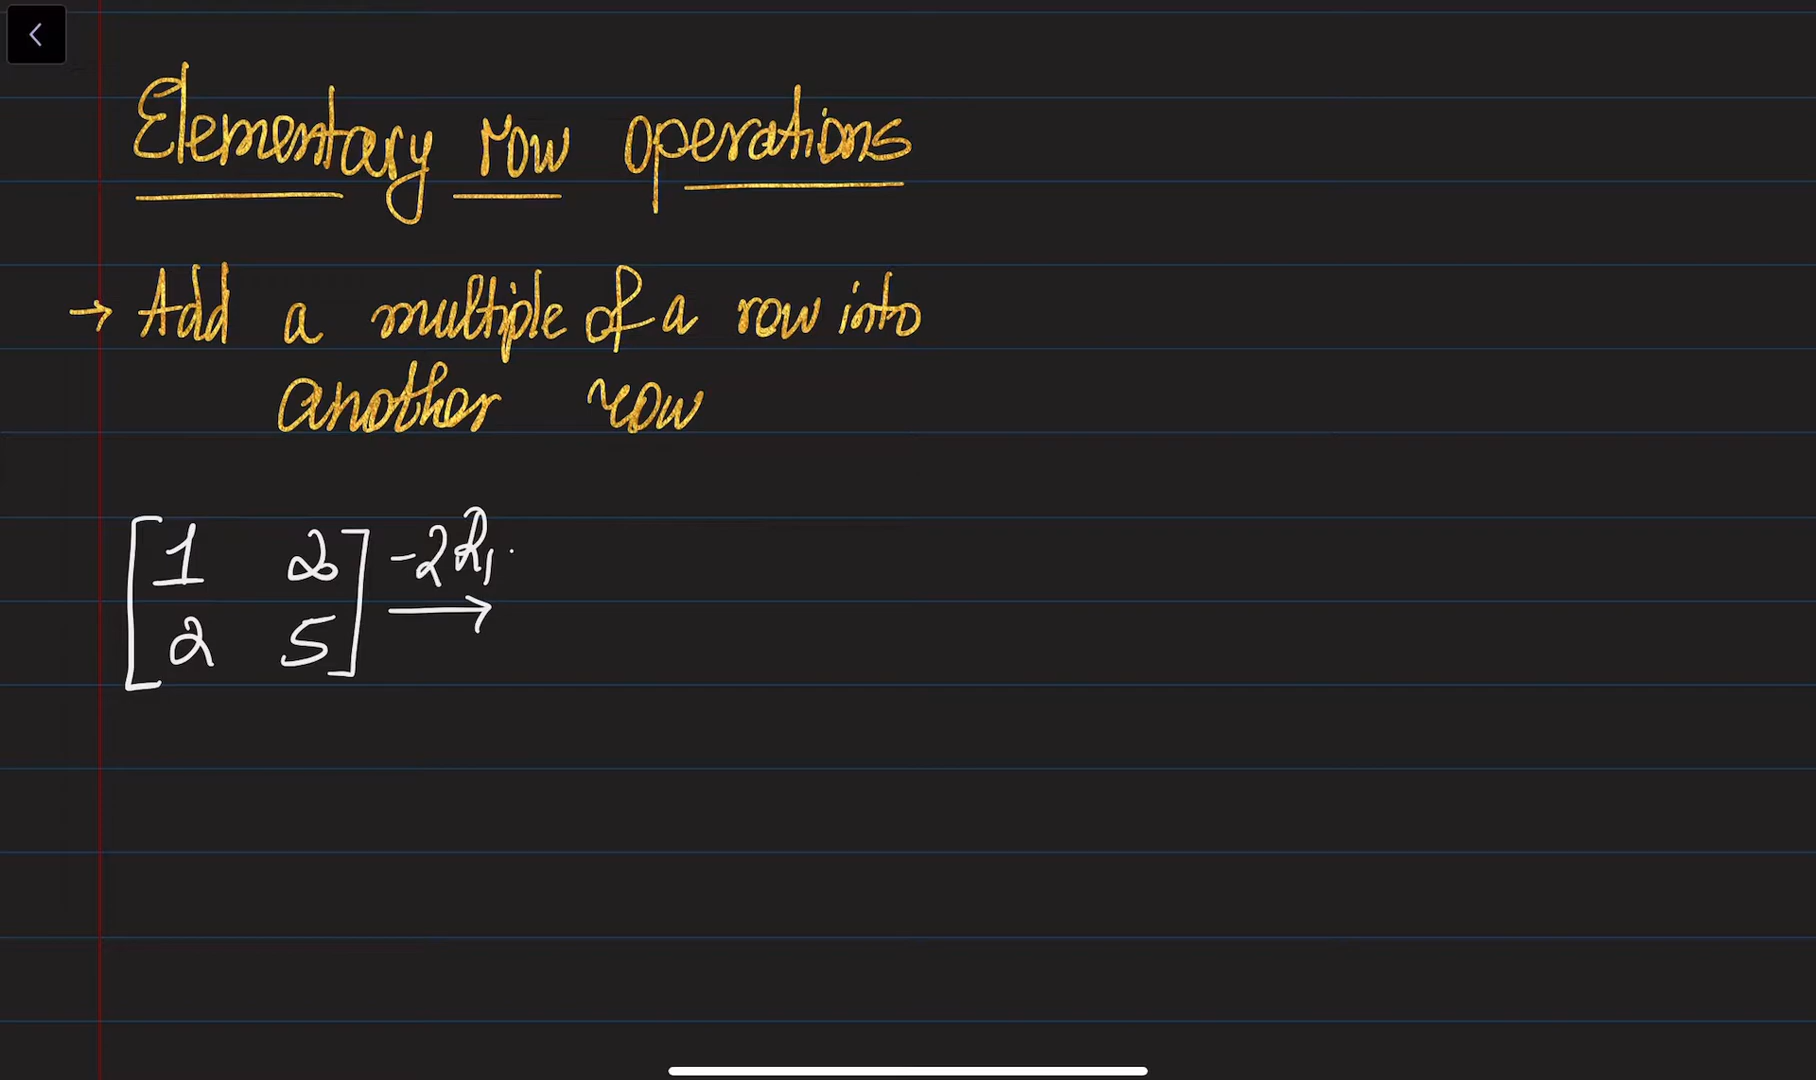 Elementary row operations
→ Add a multiple of a row into
another row
[1 2] -2R₁
[2 5] →